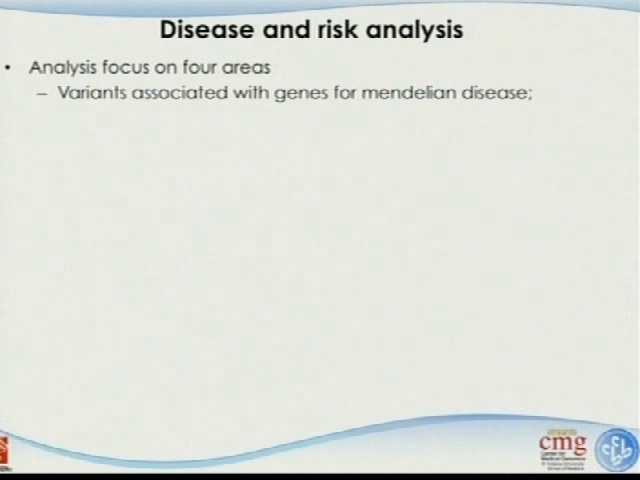 Disease and risk analysis
• Analysis focus on four areas
– Variants associated with genes for mendelian disease;
cmg